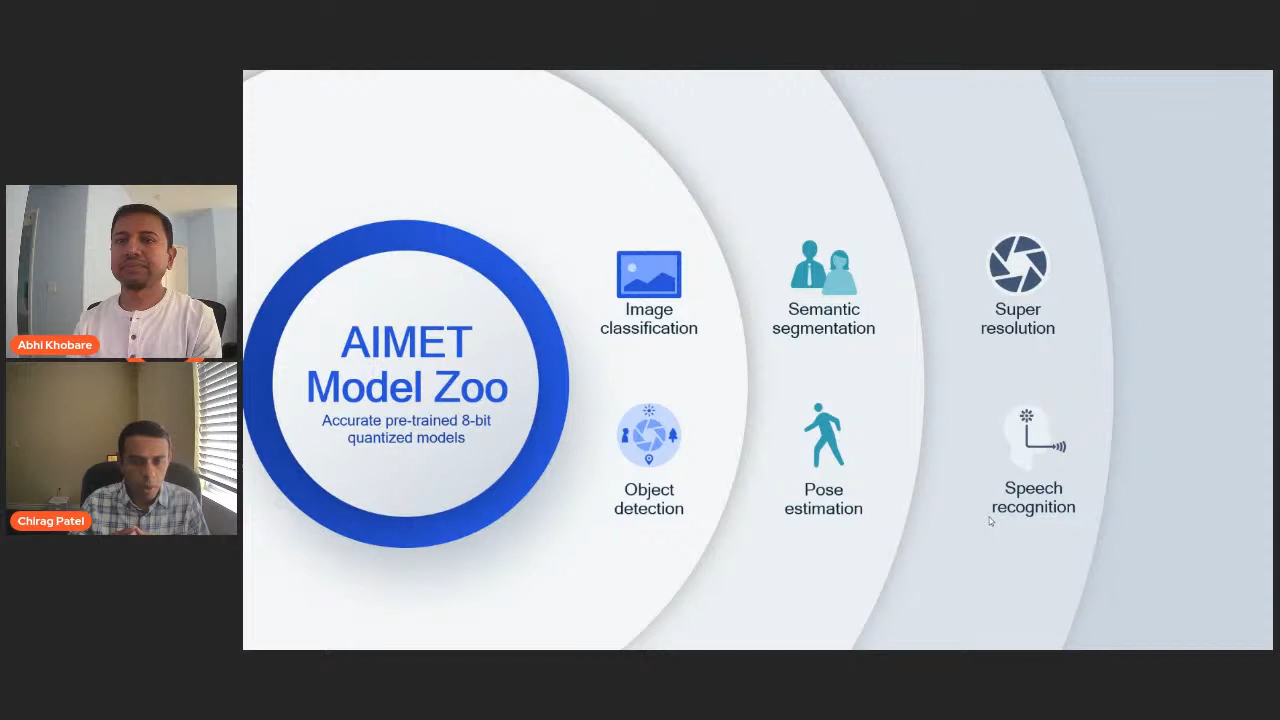 Abhi Khobare
Chirag Patel
AIMET
Model Zoo
Accurate pre-trained 8-bit
quantized models
Image
classification
Semantic
segmentation
Super
resolution
Object
detection
Pose
estimation
Speech
recognition